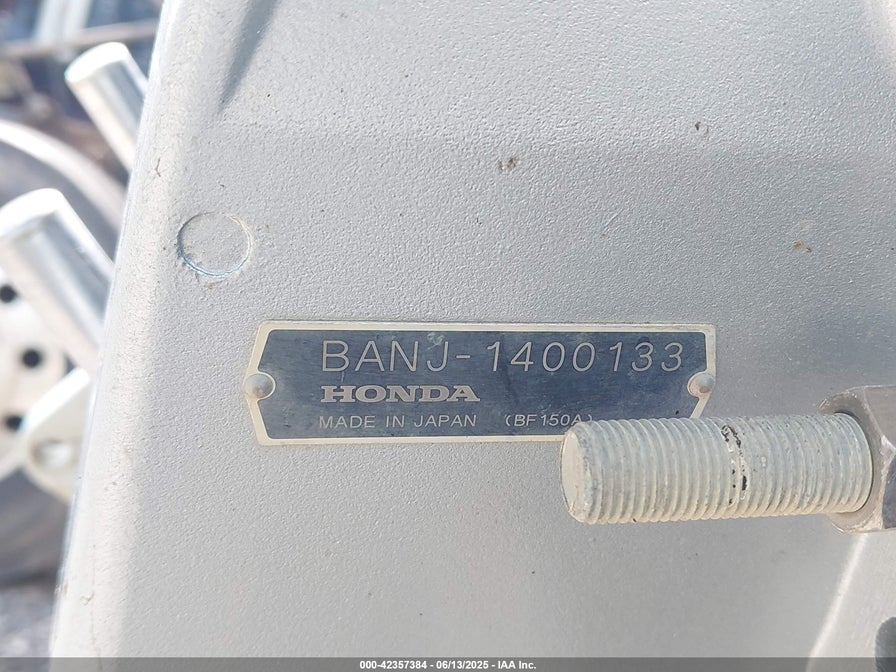 BANJ-1400133
HONDA
MADE IN JAPAN (BF150A)
000-42357384 - 06/13/2025 - IAA Inc.